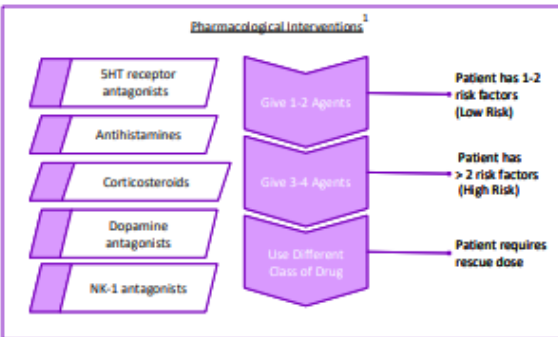 Pharmacological Interventions1
5HT receptor
antagonists
Antihistamines
Corticosteroids
Dopamine
antagonists
NK-1 antagonists
Give 1-2 Agents
Give 3-4 Agents
Use Different
Class of Drug
Patient has 1-2
risk factors
(Low Risk)
Patient has
> 2 risk factors
(High Risk)
Patient requires
rescue dose